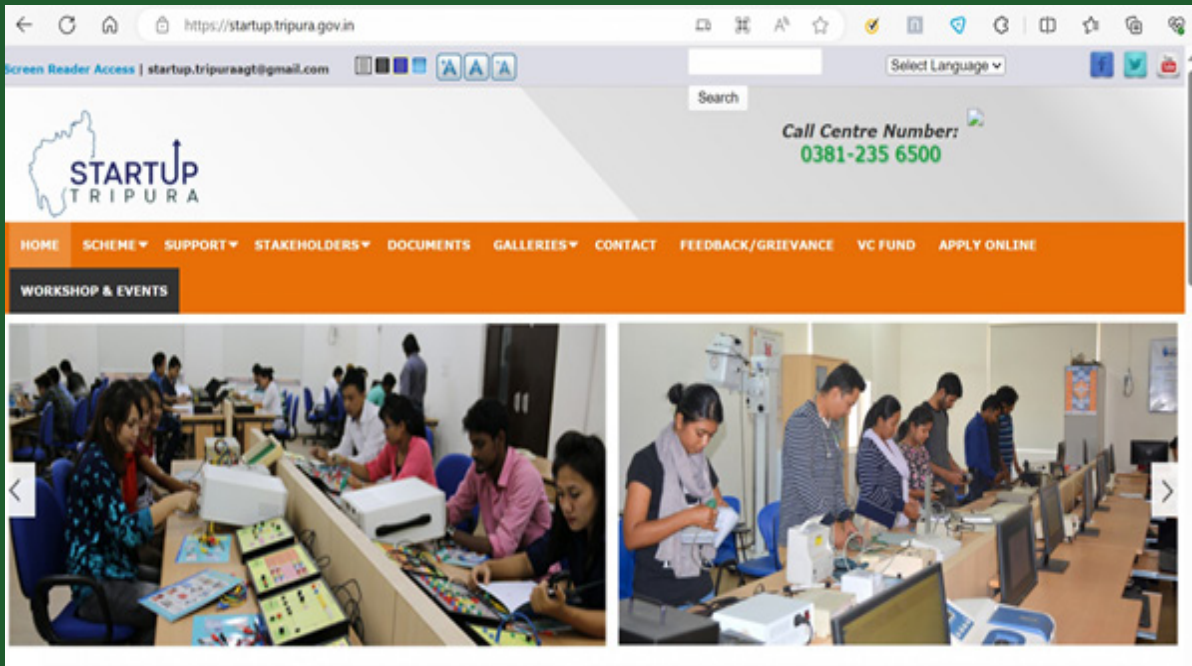 https://startup.tripura.gov.in
Screen Reader Access | startup.tripuraagt@gmail.com
A A A
Select Language
Search
Call Centre Number:
0381-235 6500
STARTUP
TRIPURA
HOME SCHEME SUPPORT STAKEHOLDERS DOCUMENTS GALLERIES CONTACT FEEDBACK/GRIEVANCE VC FUND APPLY ONLINE
WORKSHOP & EVENTS